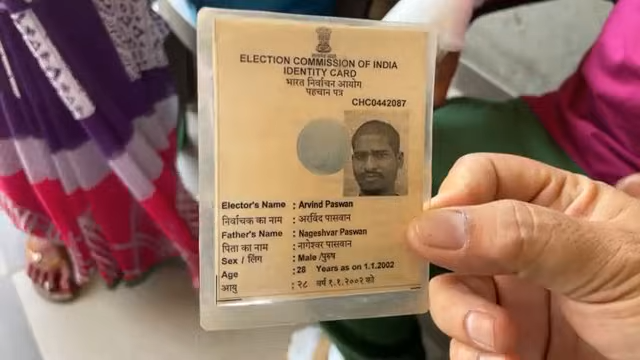 ELECTION COMMISSION OF INDIA
IDENTITY CARD
भारत निर्वाचन आयोग
पहचान पत्र
CHC0442087
Elector's Name : Arvind Paswan
निर्वाचक का नाम : अरविंद पासवान
Father's Name : Nageshvar Paswan
पिता का नाम : नागेश्वर पासवान
Sex / लिंग : Male /पुरुष
Age : 28 Years as on 1.1.2002
आयु : २८ वर्ष १.१.२००२ को